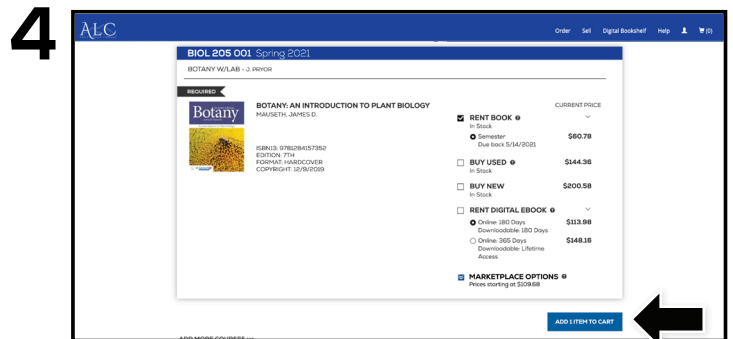 4
ALC
Order Sell Digital Bookshelf Help (0)
BIOL 205 001 Spring 2021
BOTANY W/LAB - J. PRYOR
REQUIRED
Botany
BOTANY: AN INTRODUCTION TO PLANT BIOLOGY
MAUSETH, JAMES D.
ISBN13: 9781284157352
EDITION: 7TH
FORMAT: HARDCOVER
COPYRIGHT: 12/9/2019
CURRENT PRICE
RENT BOOK
In Stock
Semester $60.78
Due back 5/14/2021
BUY USED $144.36
In Stock
BUY NEW $200.58
In Stock
RENT DIGITAL EBOOK
Online: 180 Days $113.98
Downloadable: 180 Days
Online: 365 Days $148.16
Downloadable: Lifetime
Access
MARKETPLACE OPTIONS
Prices starting at $109.68
ADD 1 ITEM TO CART
ADD MORE COURSES